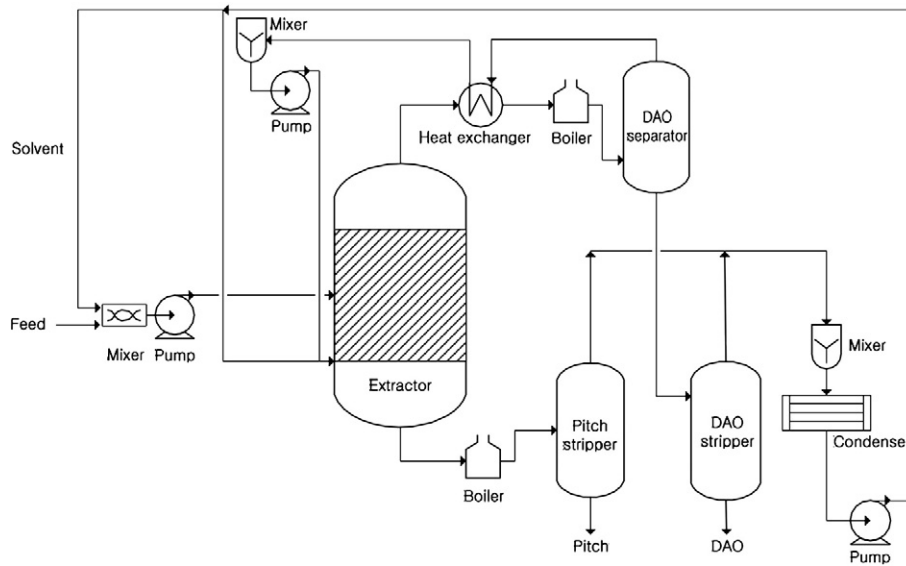 Mixer
Pump
Heat exchanger
Boiler
DAO
separator
Solvent
Feed
Mixer
Pump
Extractor
Boiler
Pitch
stripper
DAO
stripper
Mixer
Condense
Pitch
DAO
Pump